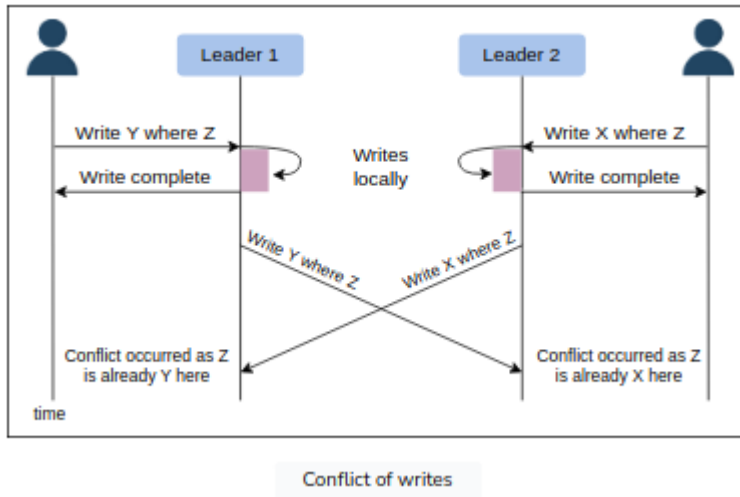 Leader 1
Leader 2
Write Y where Z
Write X where Z
Writes
locally
Write complete
Write complete
Write Y where Z
Write X where Z
Conflict occurred as Z
is already Y here
Conflict occurred as Z
is already X here
time
Conflict of writes